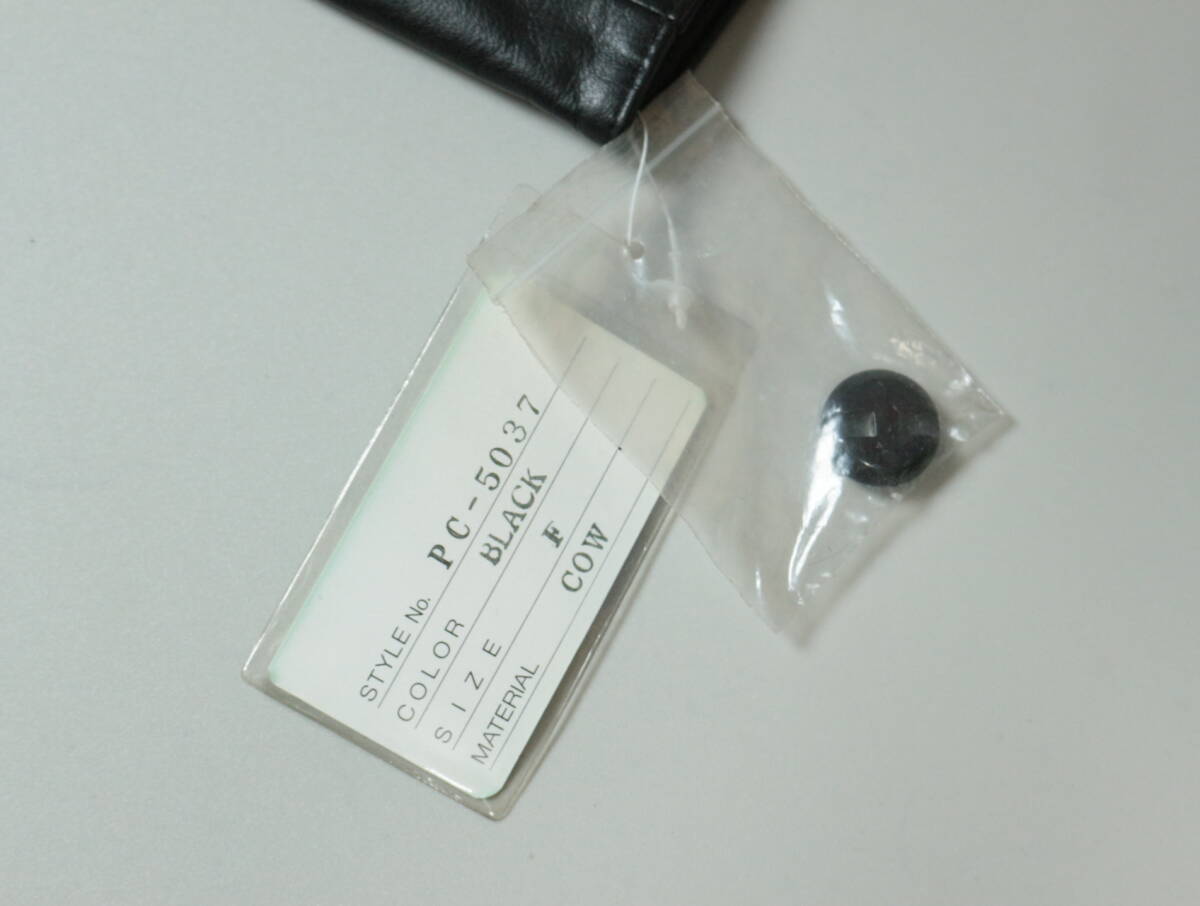 STYLE No. PC-5037
COLOR BLACK
SIZE F
MATERIAL COW